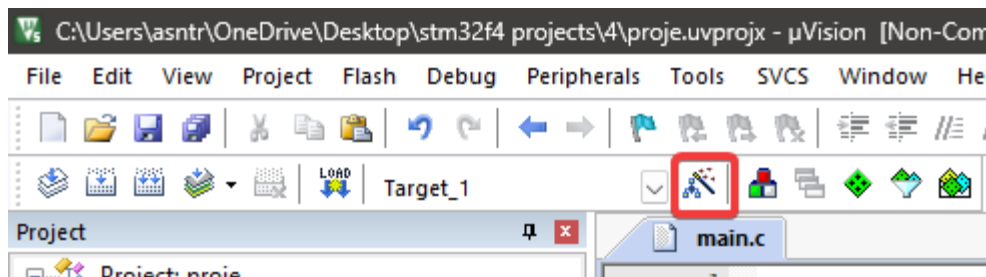 C:\Users\asntr\OneDrive\Desktop\stm32f4 projects\4\proje.uvprojx - µVision [Non-Com
File Edit View Project Flash Debug Peripherals Tools SVCS Window He
LOAD
Target_1
Project
main.c
Project: proje